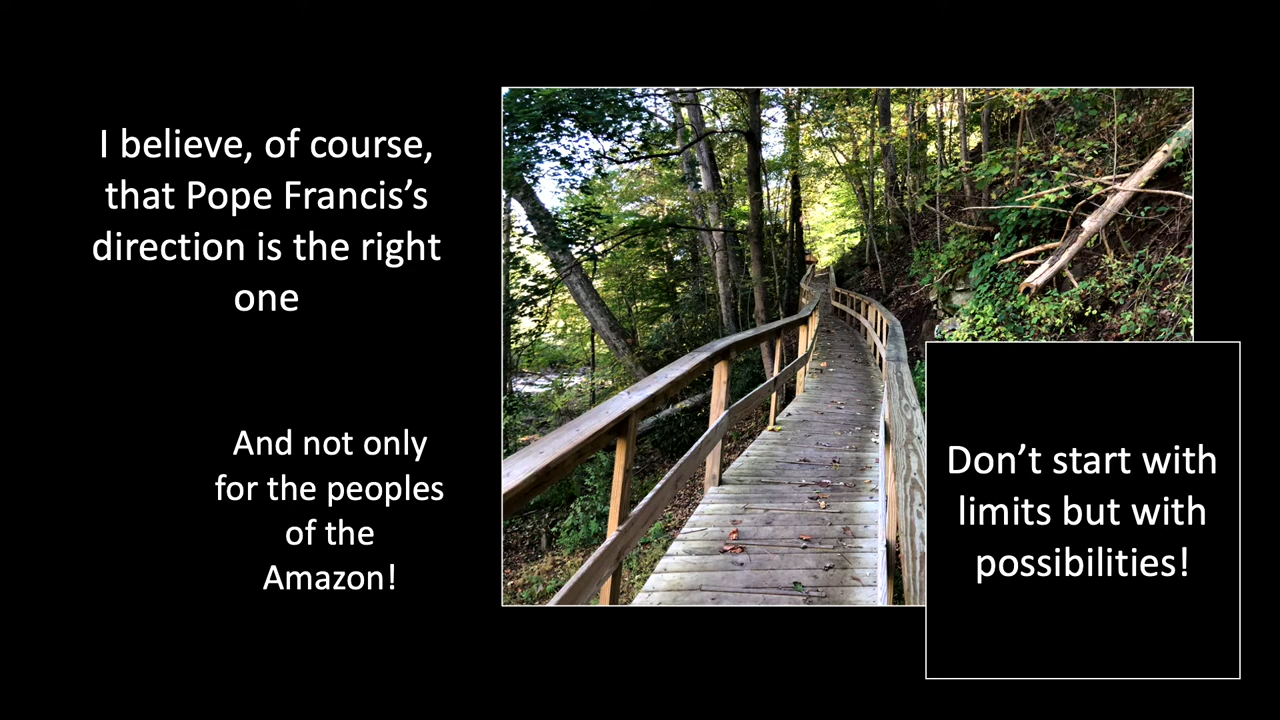 I believe, of course,
that Pope Francis’s
direction is the right
one
And not only
for the peoples
of the
Amazon!
Don’t start with
limits but with
possibilities!